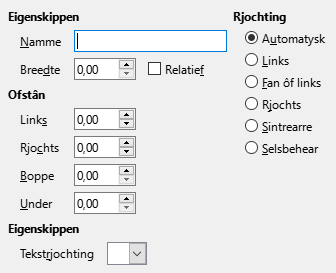 Eigenskippen
Namme
Breedte 0,00 Relatief
Ofstân
Links 0,00
Rjochts 0,00
Boppe 0,00
Under 0,00
Eigenskippen
Tekstrjochting
Rjochting
Automatysk
Links
Fan ôf links
Rjochts
Sintrearre
Selsbehear